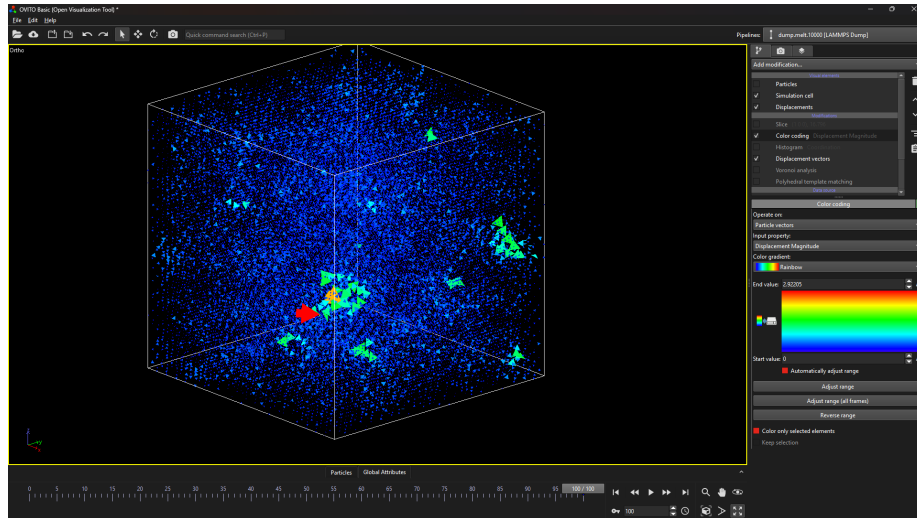 OVITO Basic (Open Visualization Tool) *
File Edit Help
Quick command search (Ctrl+P)
Pipelines: dump.melt.10000 [LAMMPS Dump]
Ortho
Add modification...
Particles
Simulation cell
Displacements
Slice
Color coding Displacement Magnitude
Histogram
Displacement vectors
Voronoi analysis
Polyhedral template matching
Color coding
Operate on:
Particle vectors
Input property:
Displacement Magnitude
Color gradient:
Rainbow
End value: 2.92205
Start value: 0
Automatically adjust range
Adjust range
Adjust range (all frames)
Reverse range
Color only selected elements
Keep selection
z
+y
x
Particles Global Attributes
0 5 10 15 20 25 30 35 40 45 50 55 60 65 70 75 80 85 90 95 100 / 100
100